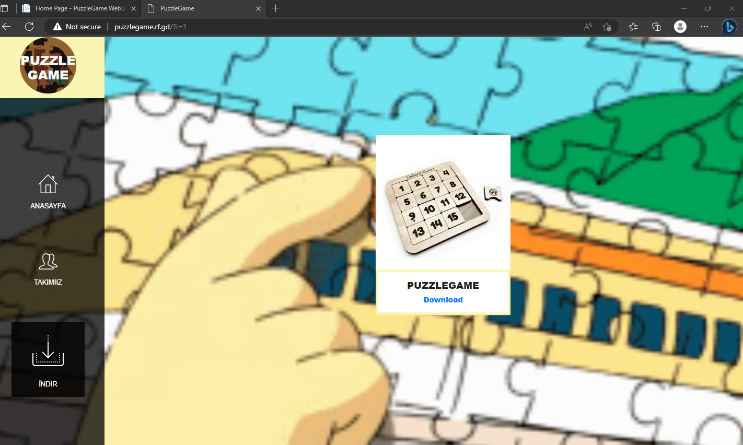 Home Page - PuzzleGame.WebU
PuzzleGame
Not secure
puzzlegame.rf.gd/?i=1
PUZZLE
GAME
ANASAYFA
TAKIMIIZ
İNDİR
1 2 3 4
5 6 7 8
9 10 11 12
13 14 15
PUZZLEGAME
Download